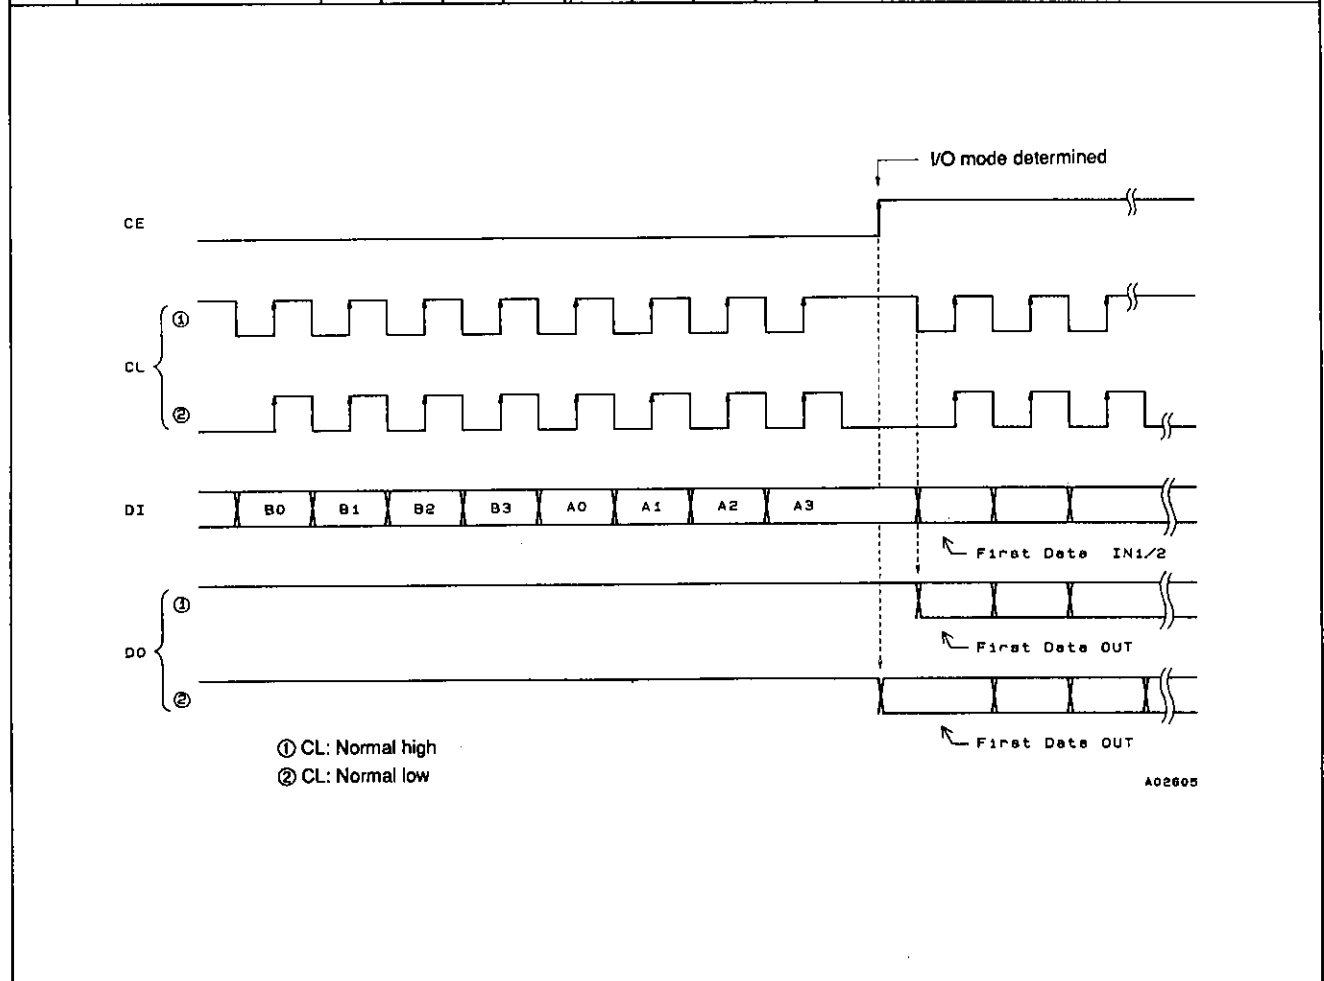 I/O mode determined
CE
①
CL
②
DI B0 B1 B2 B3 A0 A1 A2 A3
First Data IN1/2
①
First Data OUT
DO
②
First Data OUT
① CL: Normal high
② CL: Normal low
A02605